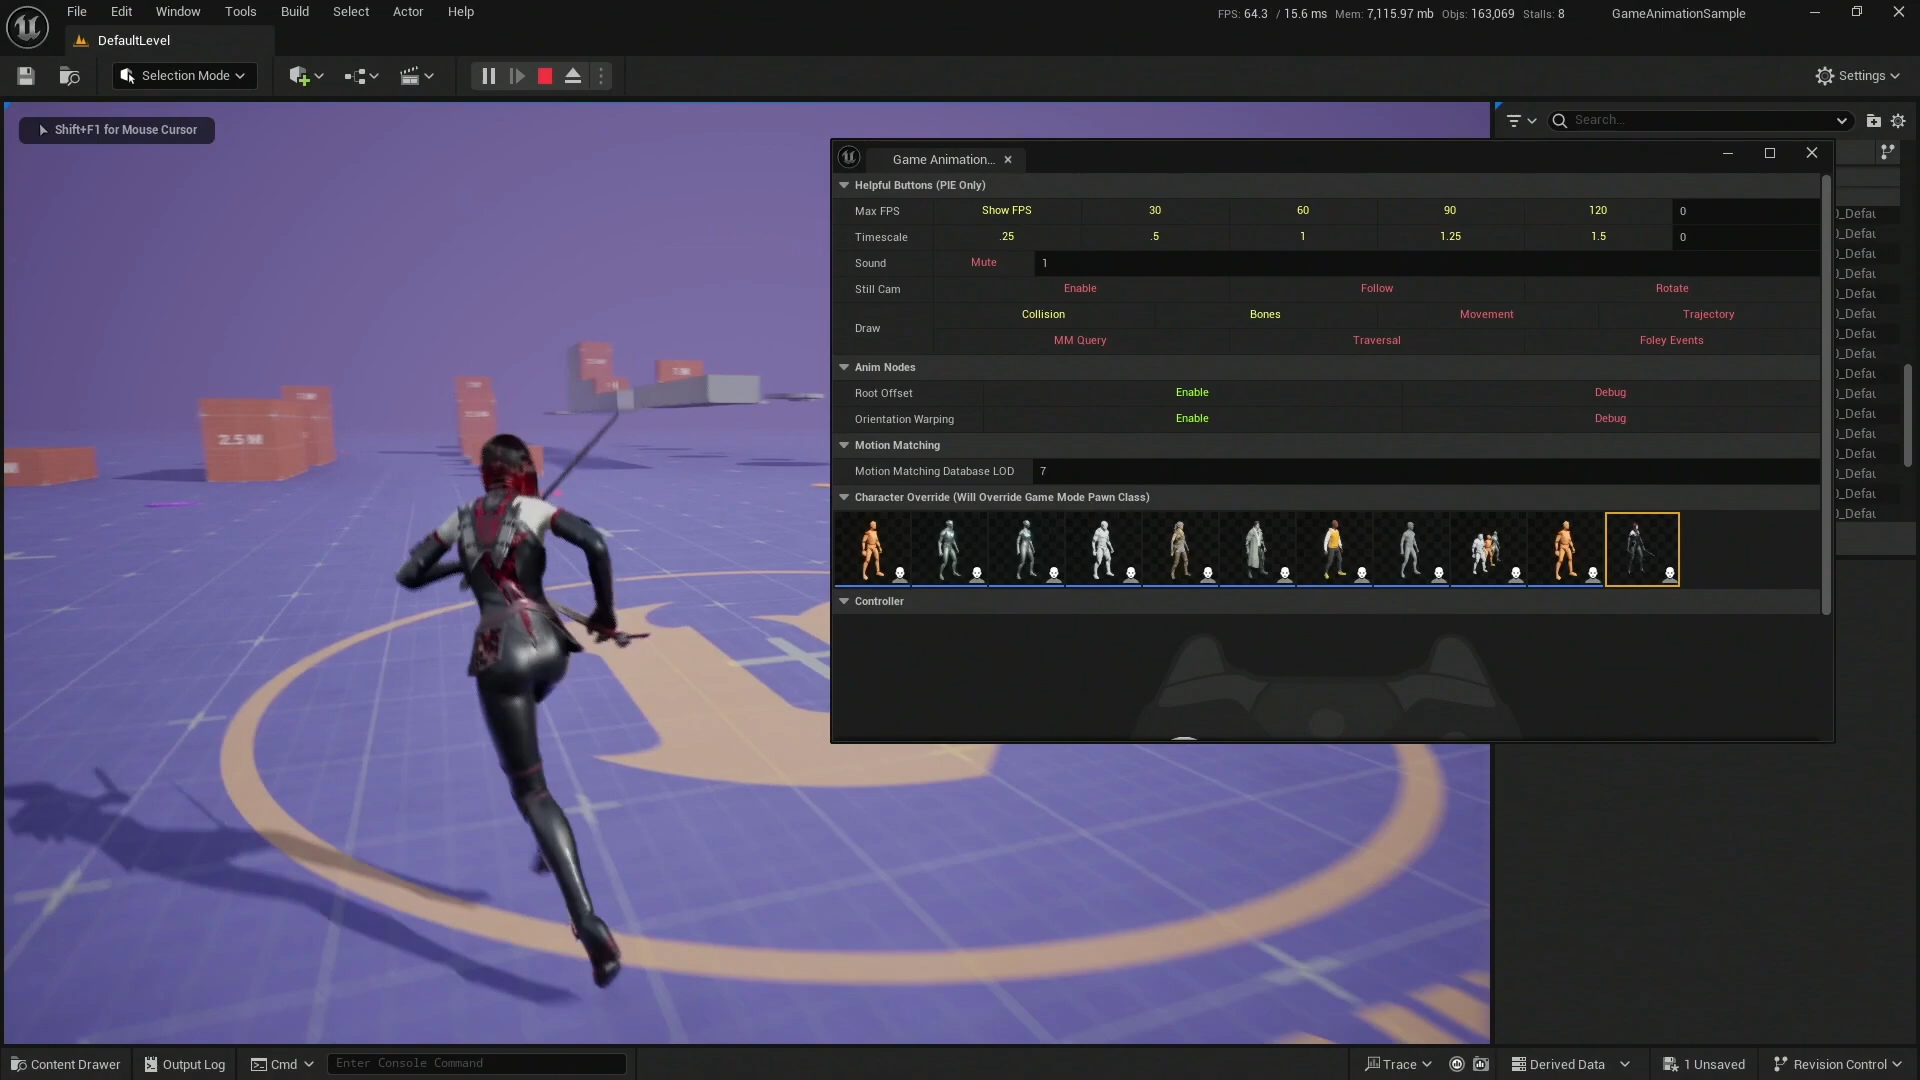 File Edit Window Tools Build Select Actor Help
FPS: 64.3 / 15.6 ms Mem: 7,115.97 mb Objs: 163,069 Stalls: 8
GameAnimationSample
DefaultLevel
Selection Mode
Settings
Shift+F1 for Mouse Cursor
Search...
Game Animation...
Helpful Buttons (PIE Only)
Max FPS Show FPS 30 60 90 120 0
Timescale .25 .5 1 1.25 1.5 0
Sound Mute 1
Still Cam Enable Follow Rotate
Draw
Collision Bones Movement Trajectory
MM Query Traversal Foley Events
Anim Nodes
Root Offset Enable Debug
Orientation Warping Enable Debug
Motion Matching
Motion Matching Database LOD 7
Character Override (Will Override Game Mode Pawn Class)
Controller
2.5 M
Content Drawer Output Log Cmd Enter Console Command
Trace Derived Data 1 Unsaved Revision Control